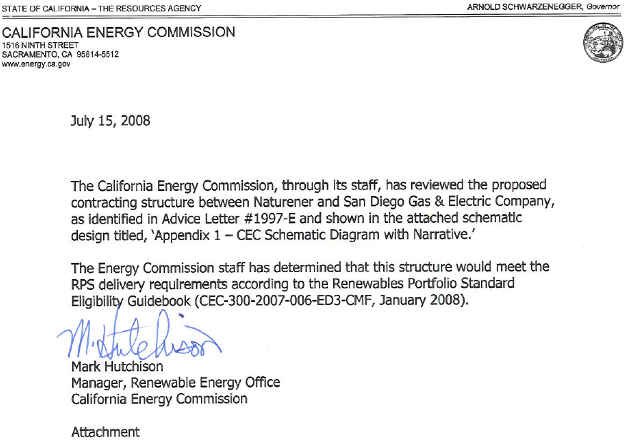 STATE OF CALIFORNIA – THE RESOURCES AGENCY
ARNOLD SCHWARZENEGGER, Governor
CALIFORNIA ENERGY COMMISSION
1516 NINTH STREET
SACRAMENTO, CA 95814-5512
www.energy.ca.gov
July 15, 2008
The California Energy Commission, through its staff, has reviewed the proposed
contracting structure between Naturener and San Diego Gas & Electric Company,
as identified in Advice Letter #1997-E and shown in the attached schematic
design titled, ‘Appendix 1 – CEC Schematic Diagram with Narrative.’
The Energy Commission staff has determined that this structure would meet the
RPS delivery requirements according to the Renewables Portfolio Standard
Eligibility Guidebook (CEC-300-2007-006-ED3-CMF, January 2008).
M. Hutchison
Mark Hutchison
Manager, Renewable Energy Office
California Energy Commission
Attachment